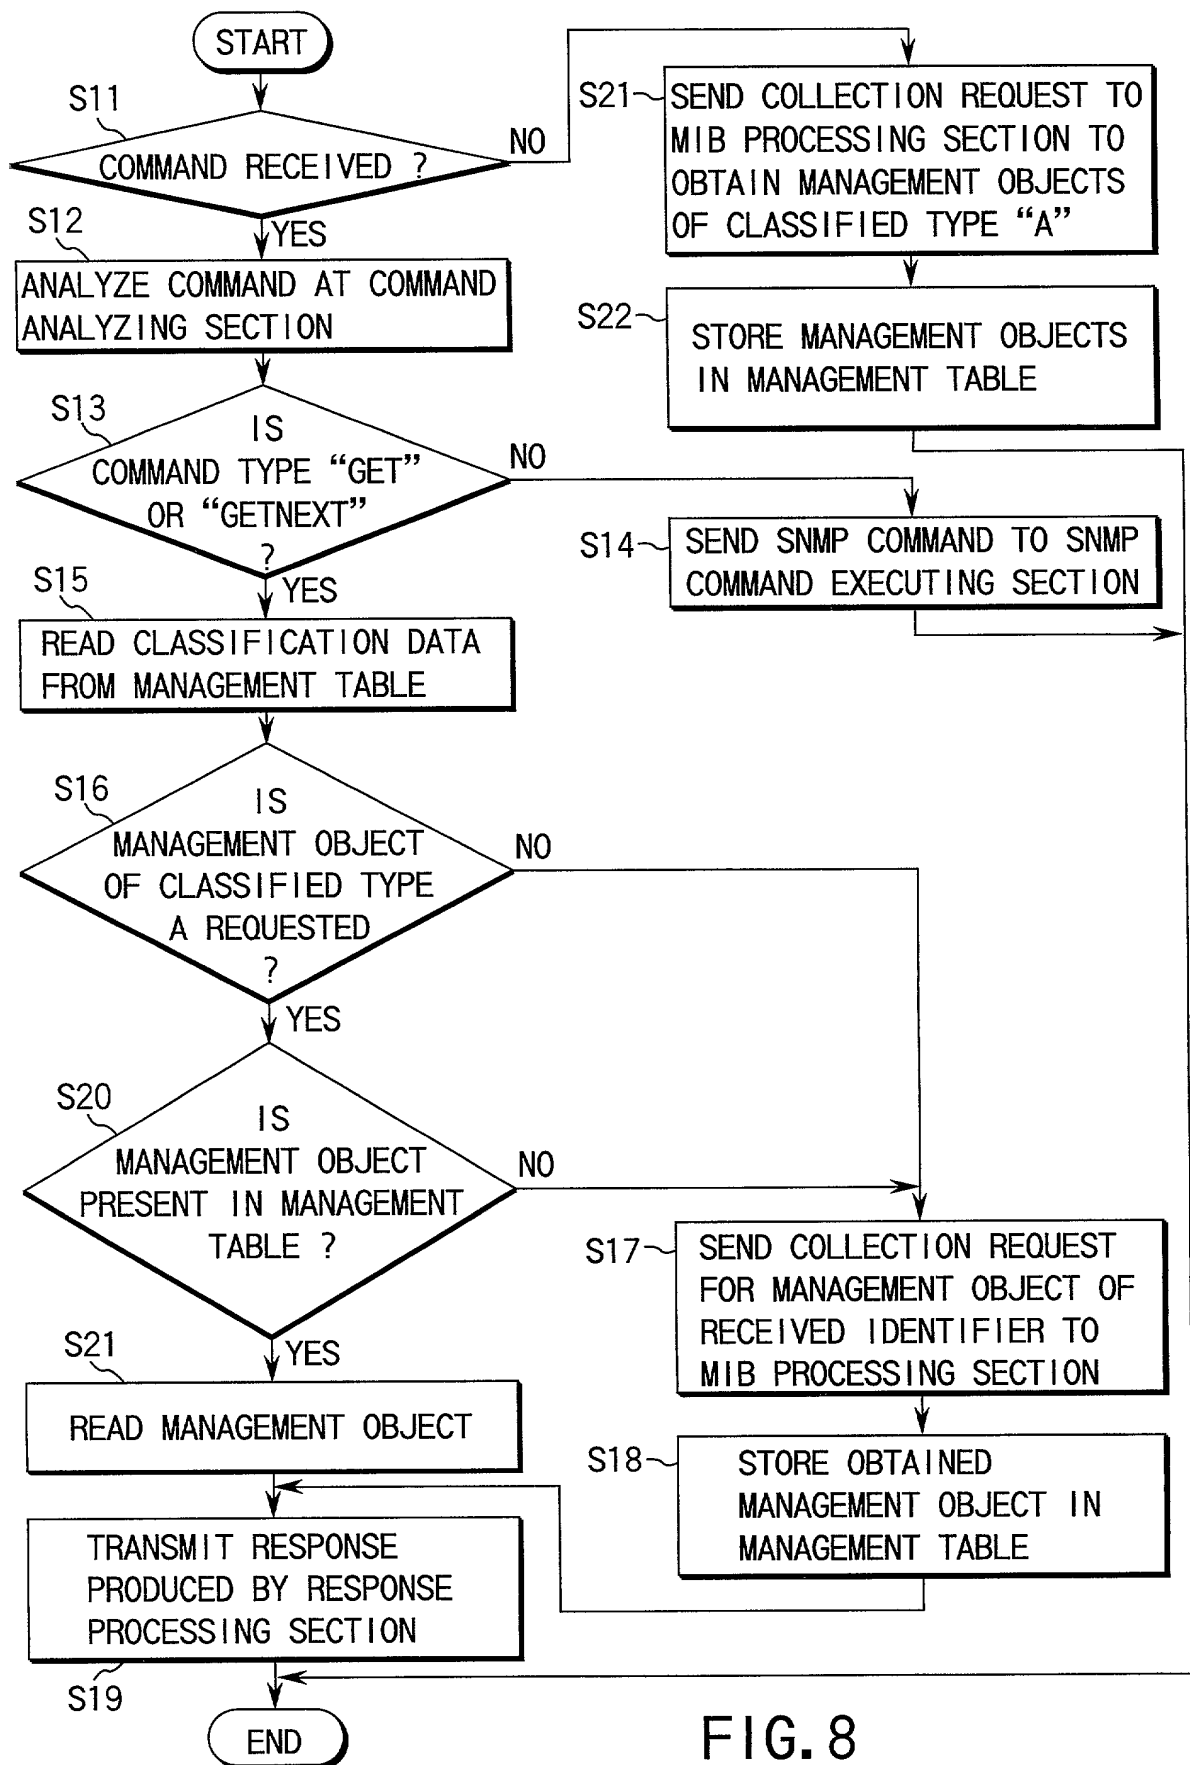 START
S11
COMMAND RECEIVED ?
NO
YES
S21
SEND COLLECTION REQUEST TO
MIB PROCESSING SECTION TO
OBTAIN MANAGEMENT OBJECTS
OF CLASSIFIED TYPE “A”
S12
ANALYZE COMMAND AT COMMAND
ANALYZING SECTION
S22
STORE MANAGEMENT OBJECTS
IN MANAGEMENT TABLE
S13
IS
COMMAND TYPE “GET”
OR “GETNEXT”
?
NO
YES
S14
SEND SNMP COMMAND TO SNMP
COMMAND EXECUTING SECTION
S15
READ CLASSIFICATION DATA
FROM MANAGEMENT TABLE
S16
IS
MANAGEMENT OBJECT
OF CLASSIFIED TYPE
A REQUESTED
?
NO
YES
S20
IS
MANAGEMENT OBJECT
PRESENT IN MANAGEMENT
TABLE ?
NO
YES
S17
SEND COLLECTION REQUEST
FOR MANAGEMENT OBJECT OF
RECEIVED IDENTIFIER TO
MIB PROCESSING SECTION
S21
READ MANAGEMENT OBJECT
S18
STORE OBTAINED
MANAGEMENT OBJECT IN
MANAGEMENT TABLE
TRANSMIT RESPONSE
PRODUCED BY RESPONSE
PROCESSING SECTION
S19
END
FIG. 8